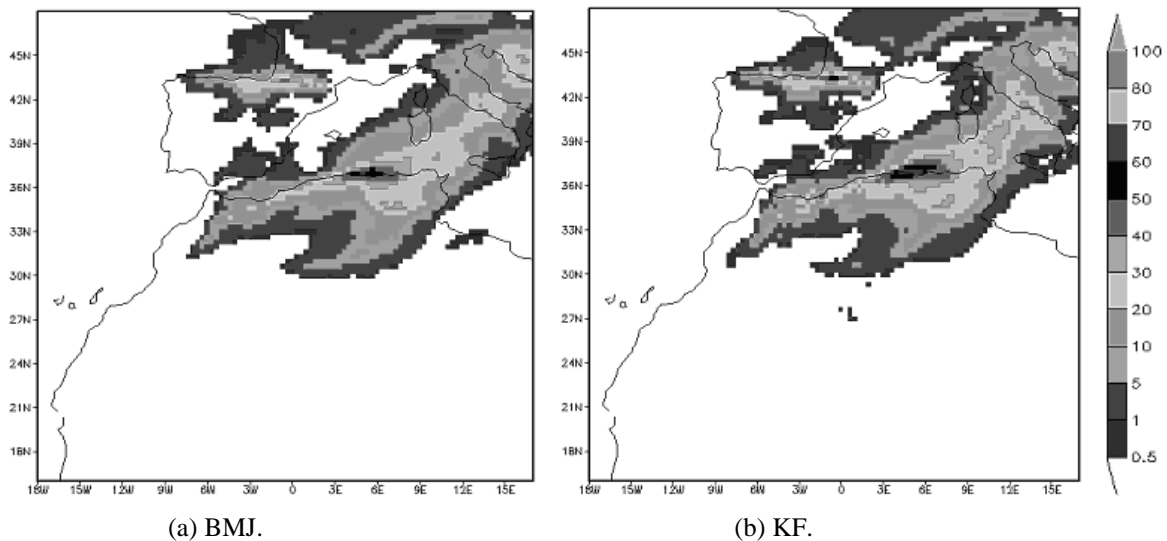 45N
42N
39N
36N
33N
30N
27N
24N
21N
18N
18W 15W 12W 9W 6W 3W 0 3E 6E 9E 12E 15E
(a) BMJ.
45N
42N
39N
36N
33N
30N
27N
24N
21N
18N
18W 15W 12W 9W 6W 3W 0 3E 6E 9E 12E 15E
(b) KF.
100
80
70
60
50
40
30
20
10
5
1
0.5